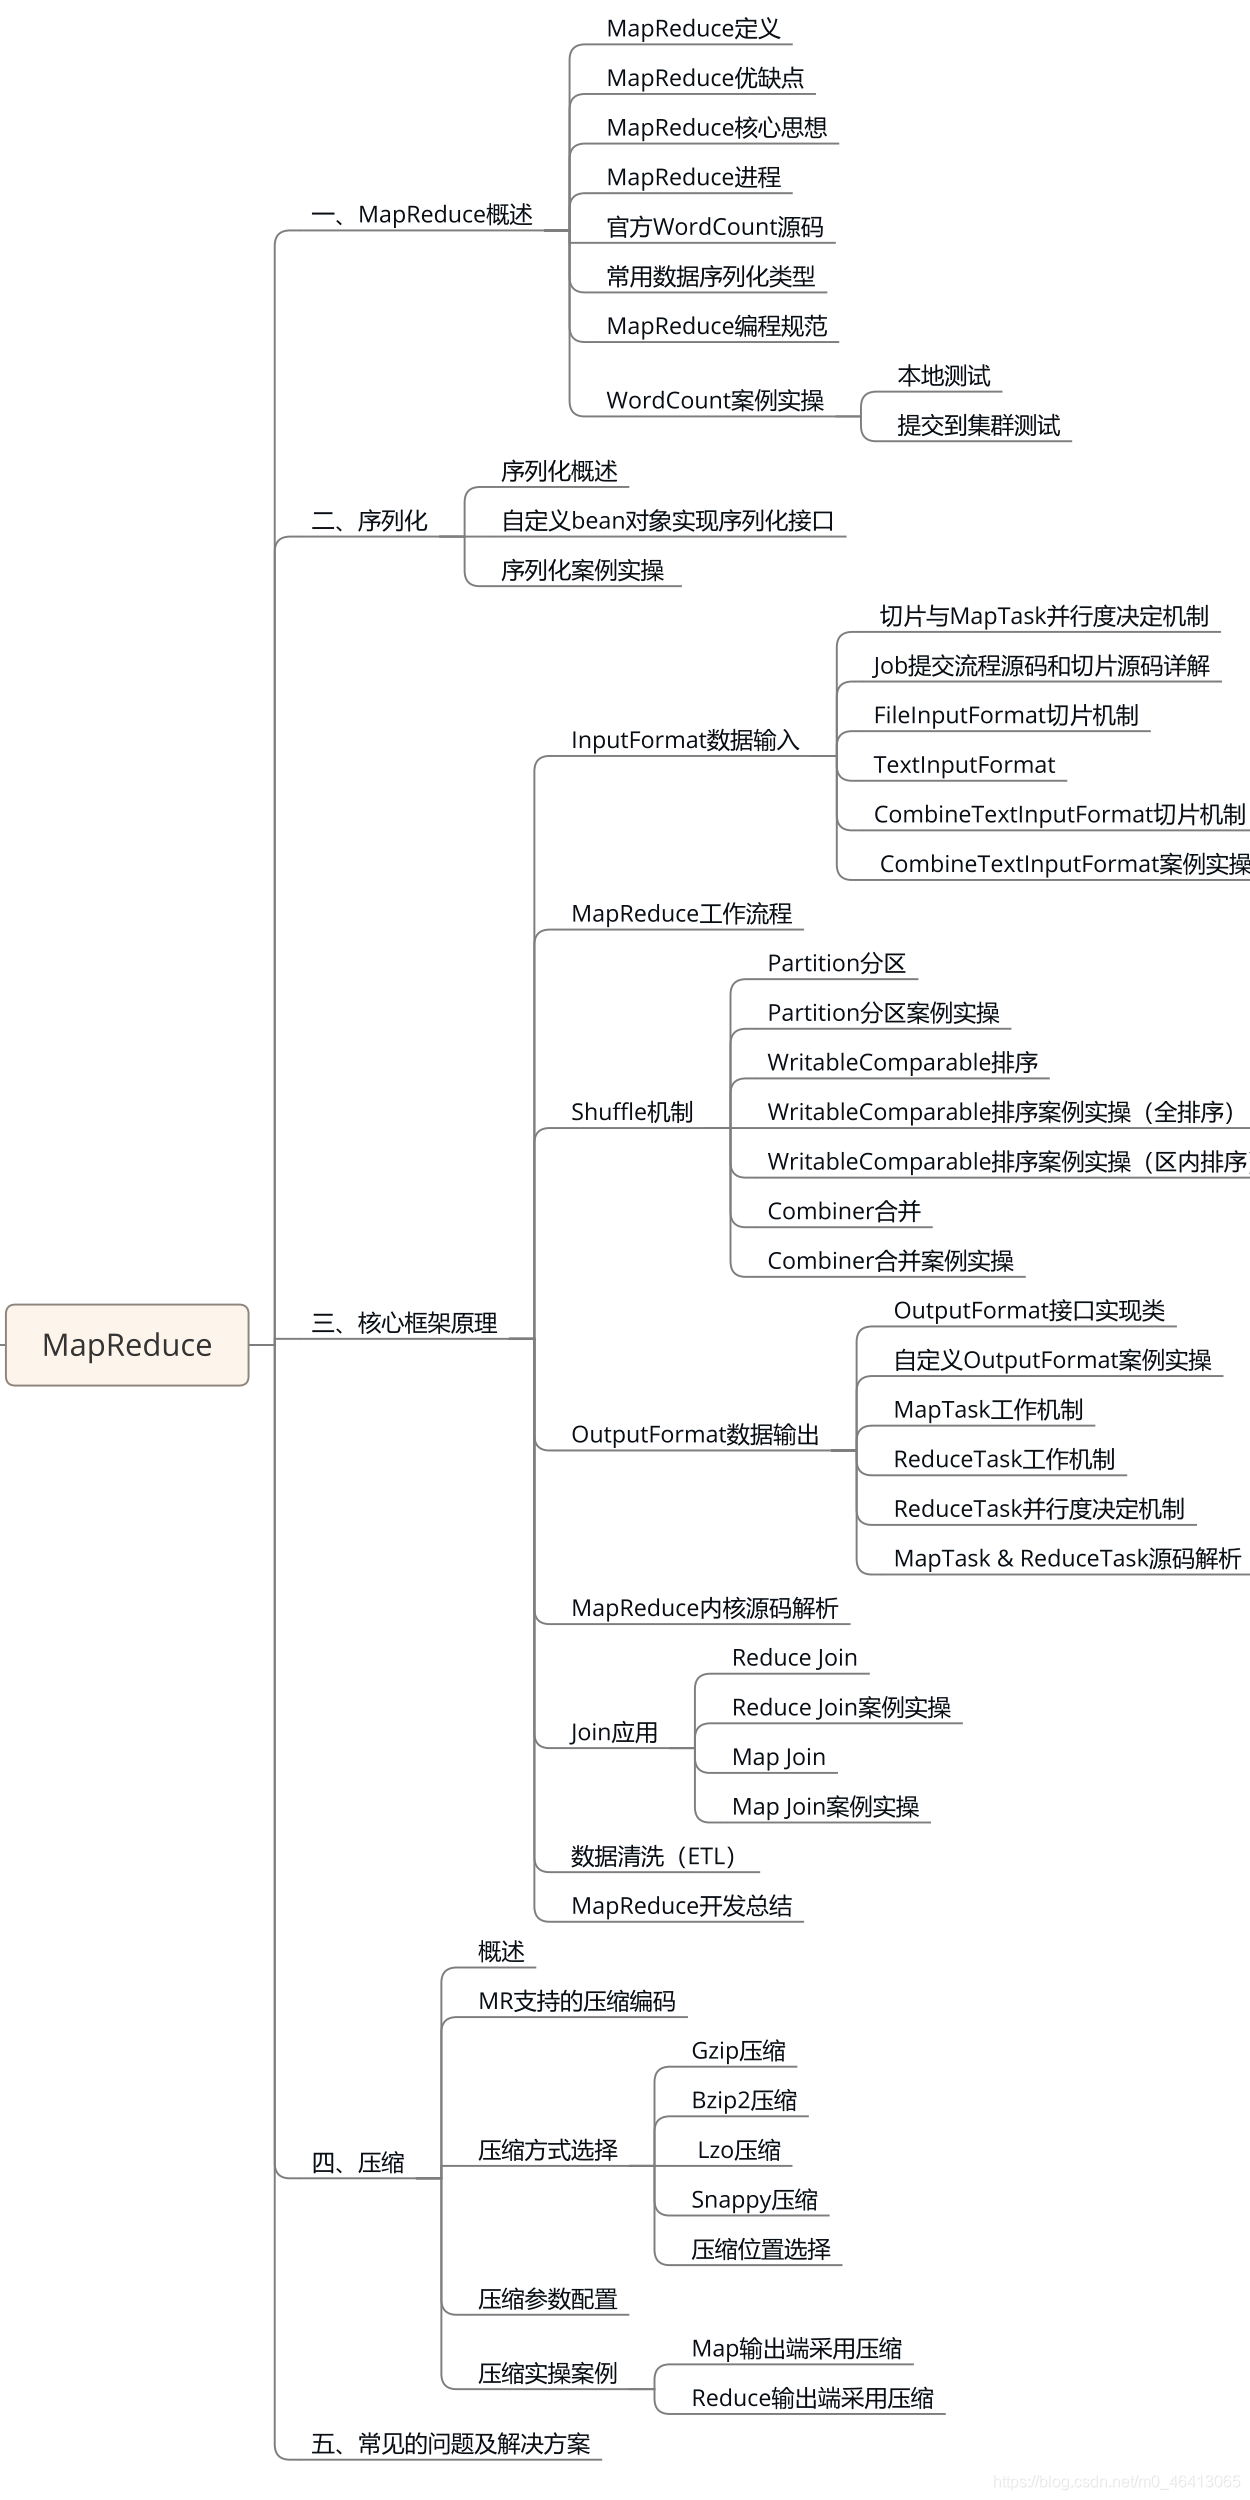 MapReduce
一、MapReduce概述
MapReduce定义
MapReduce优缺点
MapReduce核心思想
MapReduce进程
官方WordCount源码
常用数据序列化类型
MapReduce编程规范
WordCount案例实操
本地测试
提交到集群测试
二、序列化
序列化概述
自定义bean对象实现序列化接口
序列化案例实操
三、核心框架原理
InputFormat数据输入
切片与MapTask并行度决定机制
Job提交流程源码和切片源码详解
FileInputFormat切片机制
TextInputFormat
CombineTextInputFormat切片机制
CombineTextInputFormat案例实操
MapReduce工作流程
Shuffle机制
Partition分区
Partition分区案例实操
WritableComparable排序
WritableComparable排序案例实操（全排序）
WritableComparable排序案例实操（区内排序）
Combiner合并
Combiner合并案例实操
OutputFormat数据输出
OutputFormat接口实现类
自定义OutputFormat案例实操
MapTask工作机制
ReduceTask工作机制
ReduceTask并行度决定机制
MapTask & ReduceTask源码解析
MapReduce内核源码解析
Join应用
Reduce Join
Reduce Join案例实操
Map Join
Map Join案例实操
数据清洗（ETL）
MapReduce开发总结
四、压缩
概述
MR支持的压缩编码
压缩方式选择
Gzip压缩
Bzip2压缩
Lzo压缩
Snappy压缩
压缩位置选择
压缩参数配置
压缩实操案例
Map输出端采用压缩
Reduce输出端采用压缩
五、常见的问题及解决方案
https://blog.csdn.net/m0_46413065